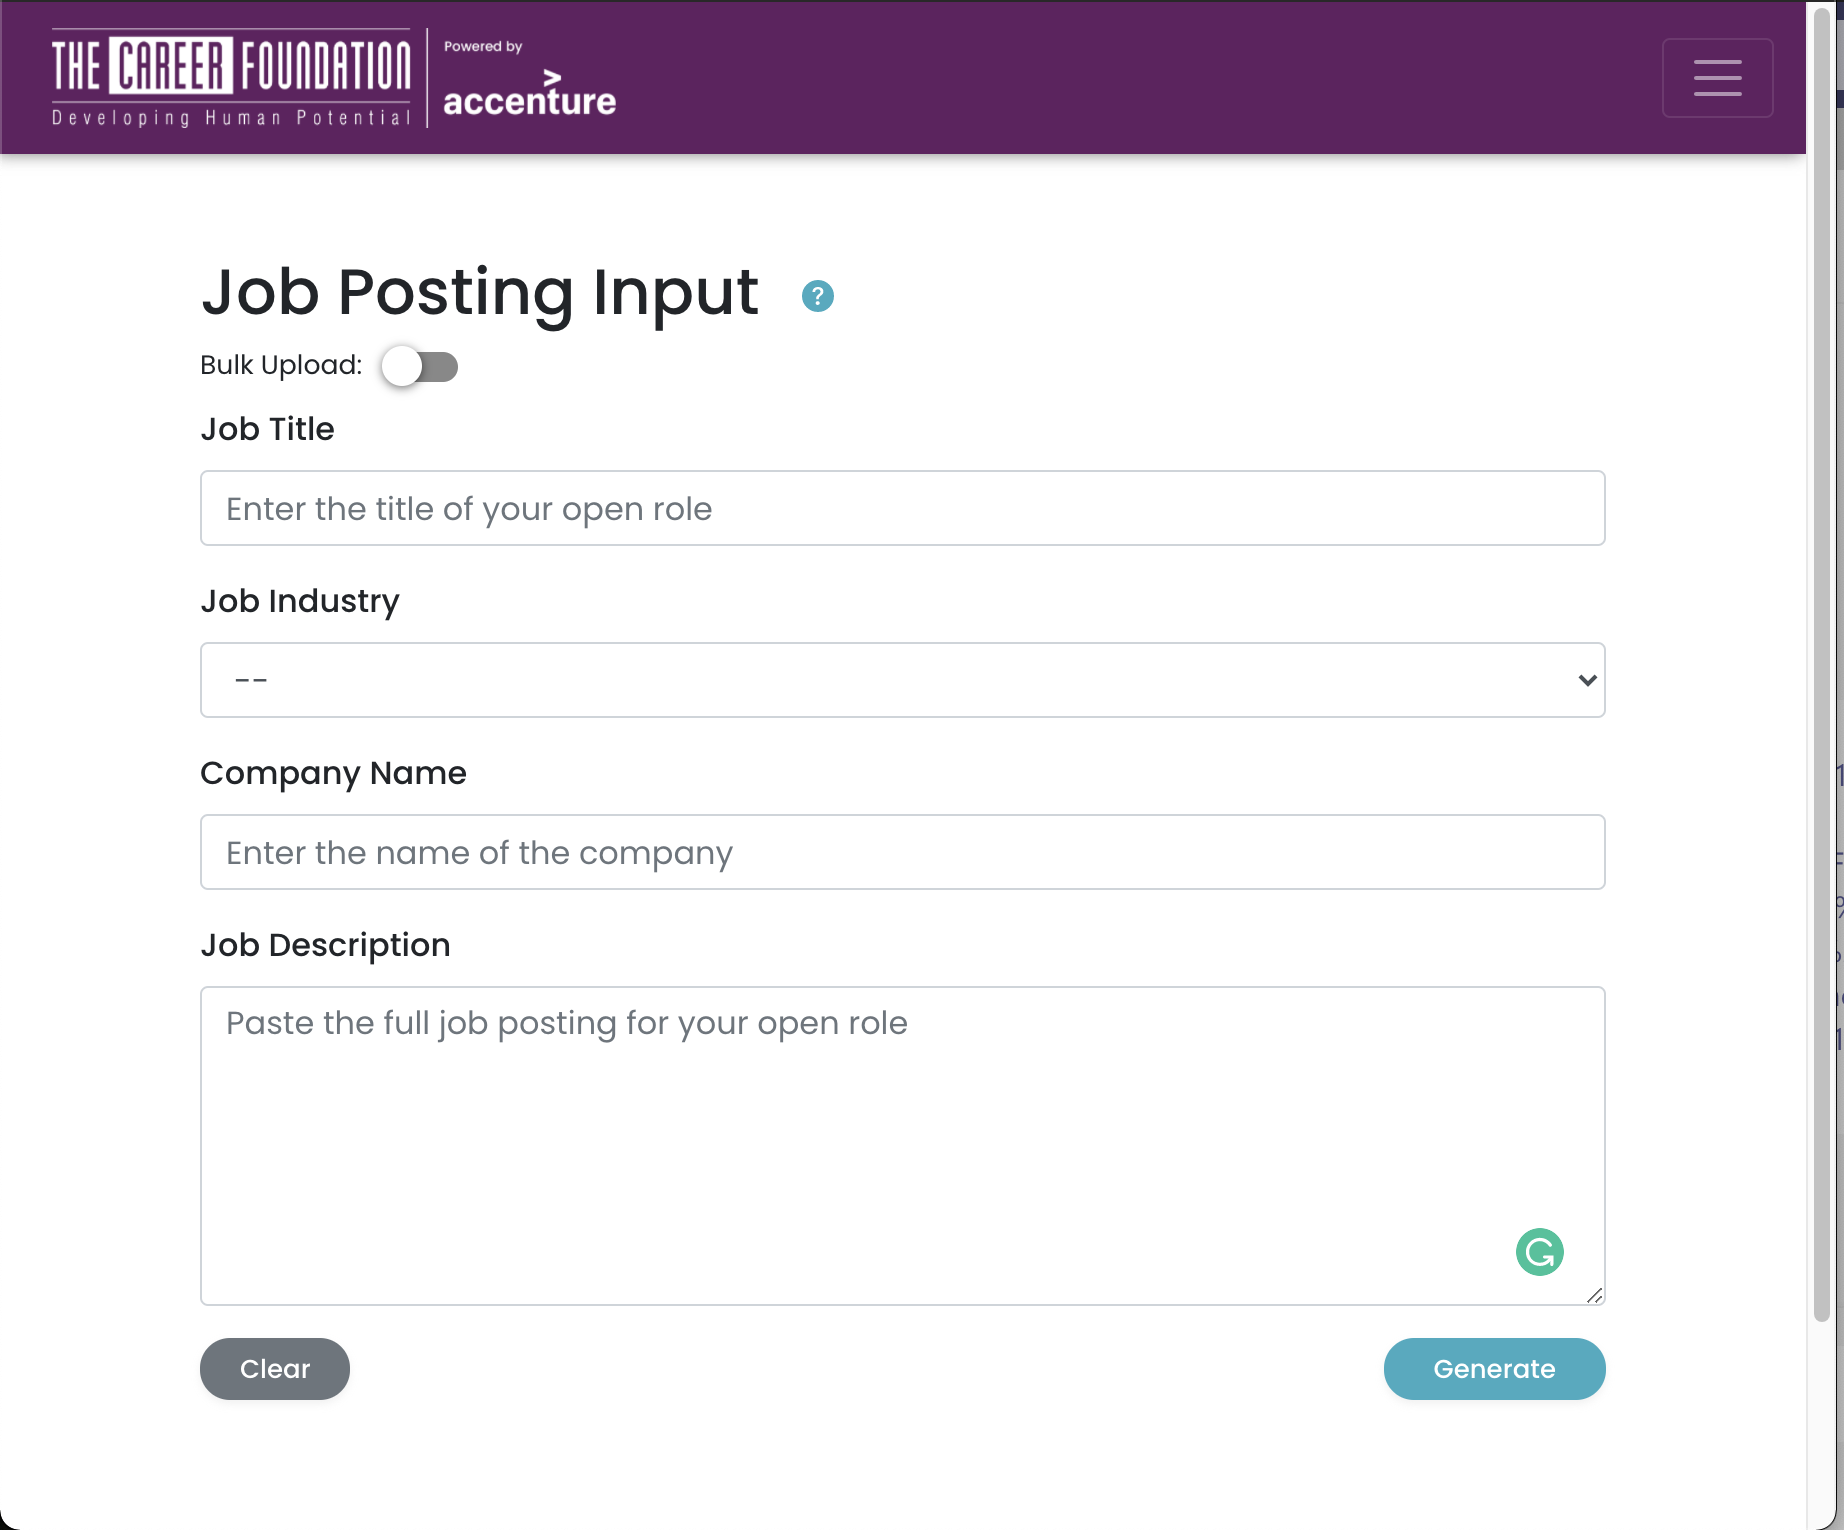 THE CAREER FOUNDATION
Developing Human Potential
Powered by
accenture
Job Posting Input ?
Bulk Upload:
Job Title
Enter the title of your open role
Job Industry
--
Company Name
Enter the name of the company
Job Description
Paste the full job posting for your open role
Clear
Generate